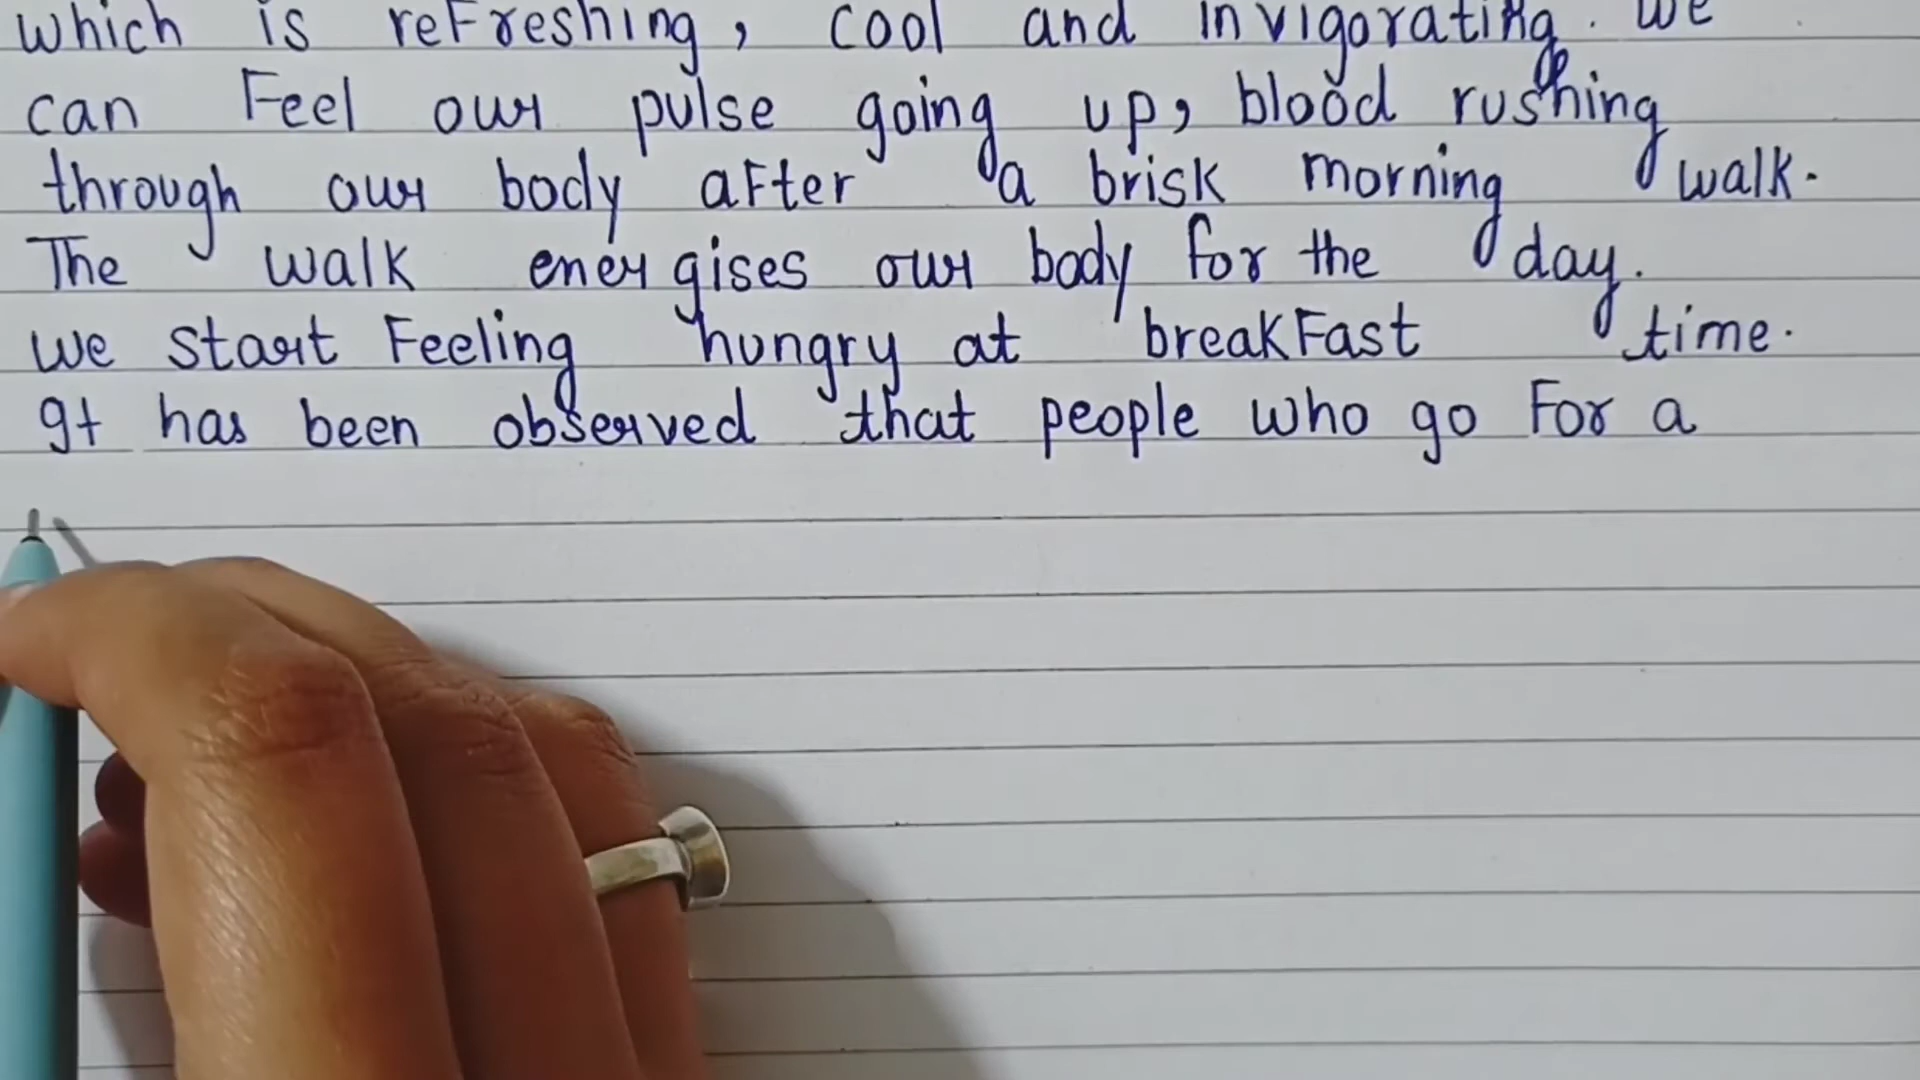 which is refreshing, cool and invigorating. We
can feel our pulse going up, blood rushing
through our body after a brisk morning walk.
The walk energises our body for the day.
We start feeling hungry at breakfast time.
It has been observed that people who go for a